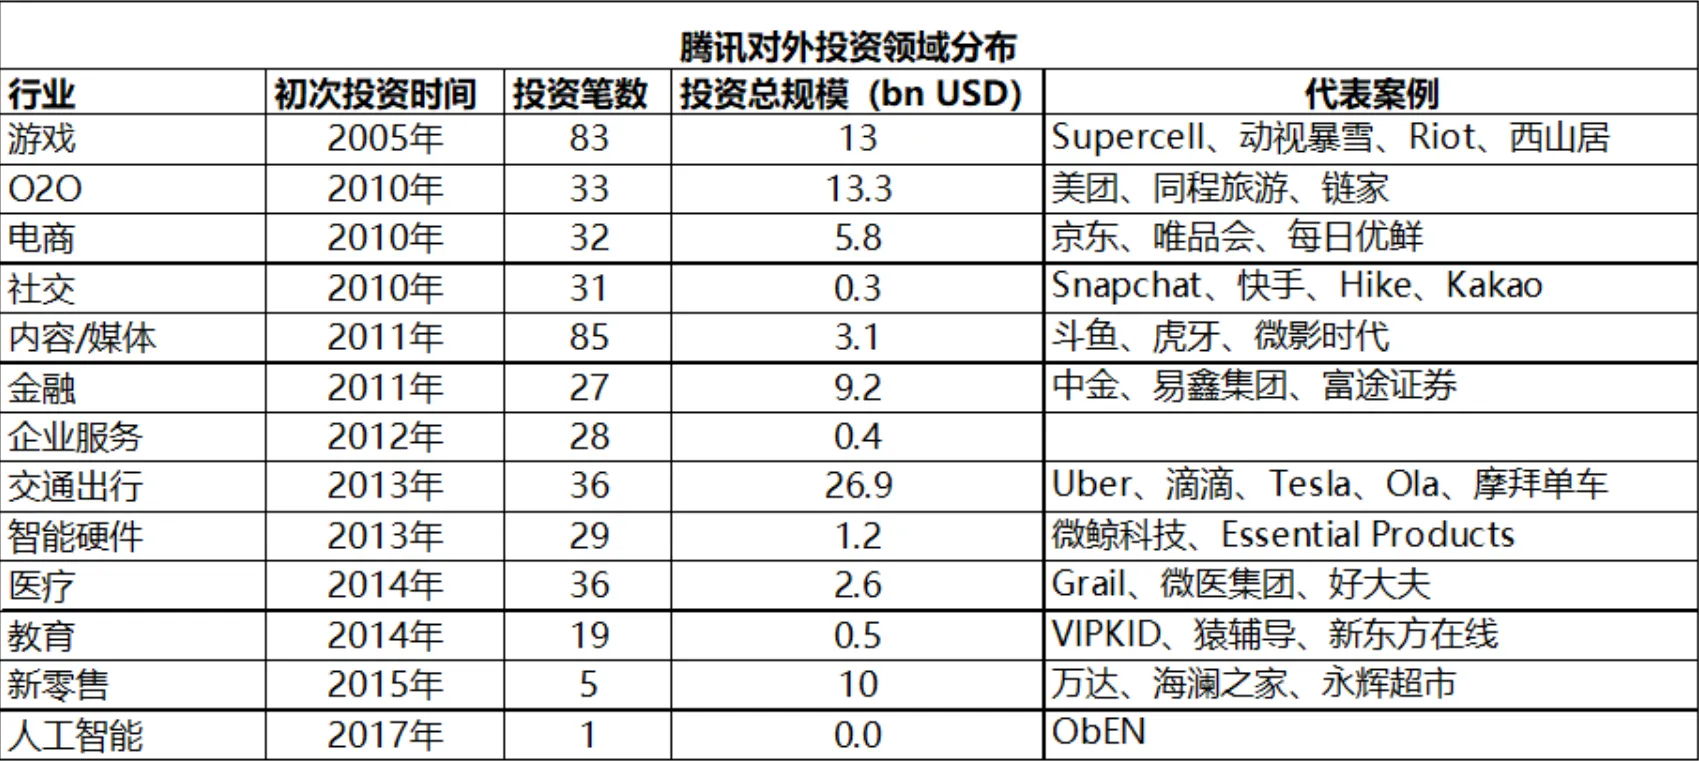 腾讯对外投资领域分布
行业 初次投资时间 投资笔数 投资总规模（bn USD） 代表案例
游戏 2005年 83 13 Supercell、动视暴雪、Riot、西山居
O2O 2010年 33 13.3 美团、同程旅游、链家
电商 2010年 32 5.8 京东、唯品会、每日优鲜
社交 2010年 31 0.3 Snapchat、快手、Hike、Kakao
内容/媒体 2011年 85 3.1 斗鱼、虎牙、微影时代
金融 2011年 27 9.2 中金、易鑫集团、富途证券
企业服务 2012年 28 0.4
交通出行 2013年 36 26.9 Uber、滴滴、Tesla、Ola、摩拜单车
智能硬件 2013年 29 1.2 微鲸科技、Essential Products
医疗 2014年 36 2.6 Grail、微医集团、好大夫
教育 2014年 19 0.5 VIPKID、猿辅导、新东方在线
新零售 2015年 5 10 万达、海澜之家、永辉超市
人工智能 2017年 1 0.0 ObEN